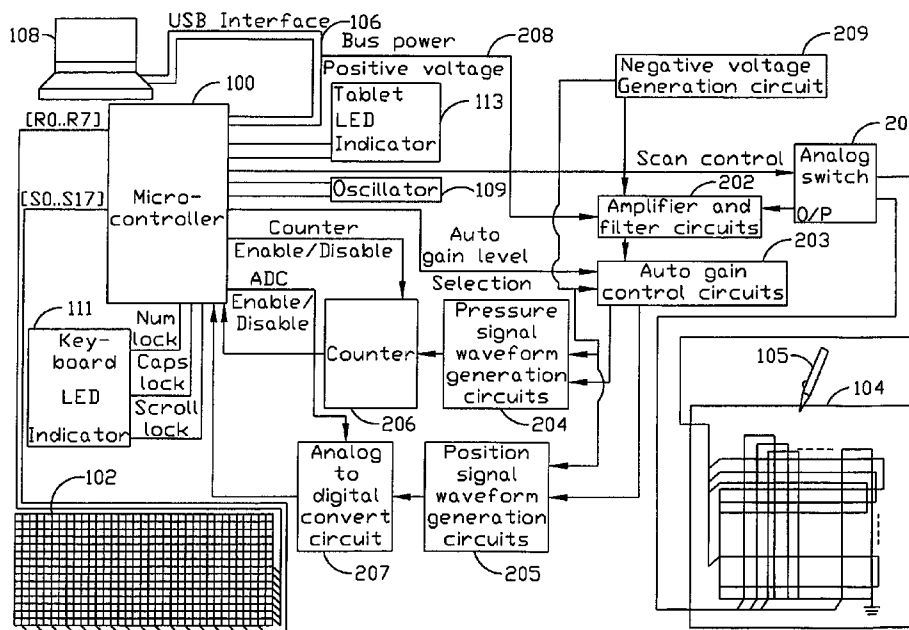 USB Interface
106
108
Bus power
208
209
Positive voltage
Negative voltage
Generation circuit
100
Tablet
LED
Indicator
113
[R0..R7]
20
Scan control
Analog
switch
O/P
Oscillator
109
202
[S0..S17]
Micro-
controller
Amplifier and
filter circuits
203
Counter
Enable/Disable
Auto
gain level
Selection
Auto gain
control circuits
ADC
Enable/
Disable
111
Num
lock
Caps
lock
Scroll
lock
Key-
board
LED
Indicator
Counter
206
Pressure
signal
waveform
generation
circuits
204
105
104
102
Analog
to
digital
convert
circuit
207
Position
signal
waveform
generation
circuits
205